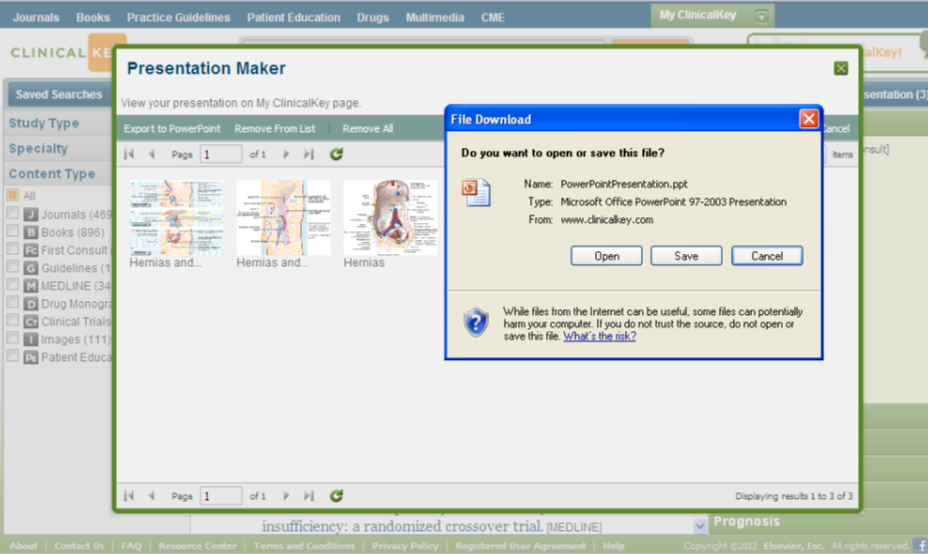 Journals Books Practice Guidelines Patient Education Drugs Multimedia CME My ClinicalKey
CLINICAL KE
alKey!
Saved Searches
sentation (3)
Study Type
Specialty
Content Type
All
J Journals (469
B Books (896)
Fc First Consult
G Guidelines (1
M MEDLINE (34
D Drug Monogra
CT Clinical Trials
I Images (111)
PE Patient Educa
Presentation Maker
View your presentation on My ClinicalKey page.
Export to PowerPoint Remove From List | Remove All
ancel
Page 1 of 1
items
nsult]
Hernias and...
Hernias and...
Hernias
File Download
Do you want to open or save this file?
Name: PowerPointPresentation.ppt
Type: Microsoft Office PowerPoint 97-2003 Presentation
From: www.clinicalkey.com
Open Save Cancel
While files from the Internet can be useful, some files can potentially
harm your computer. If you do not trust the source, do not open or
save this file. What's the risk?
Page 1 of 1
Displaying results 1 to 3 of 3
insufficiency: a randomized crossover trial. [MEDLINE]
Prognosis
About | Contact Us | FAQ | Resource Center | Terms and Conditions | Privacy Policy | Registered User Agreement | Help
Copyright ©2012 Elsevier, Inc. All rights reserved.